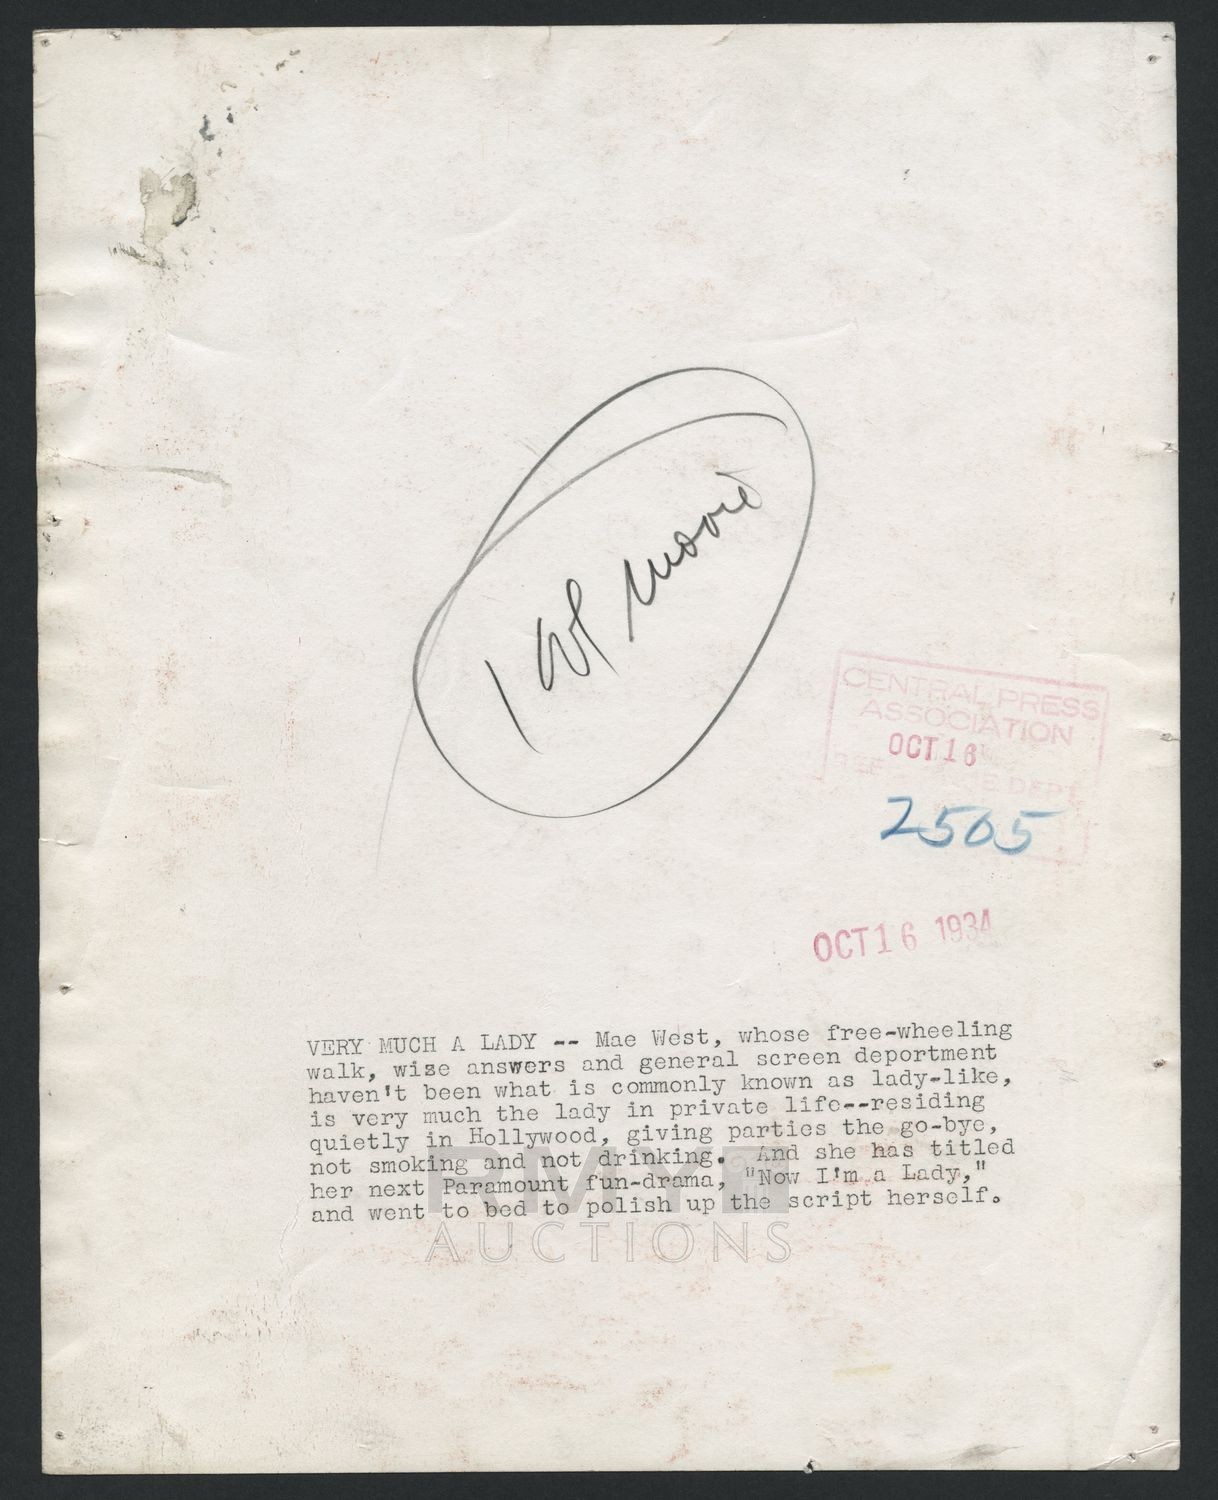 1 col movie
CENTRAL PRESS
ASSOCIATION
OCT 16
REF E DEPT
2505
OCT 16 1934
VERY MUCH A LADY -- Mae West, whose free-wheeling
walk, wise answers and general screen deportment
haven't been what is commonly known as lady-like,
is very much the lady in private life--residing
quietly in Hollywood, giving parties the go-bye,
not smoking and not drinking. And she has titled
her next Paramount fun-drama, "Now I'm a Lady,"
and went to bed to polish up the script herself.
RMY
AUCTIONS